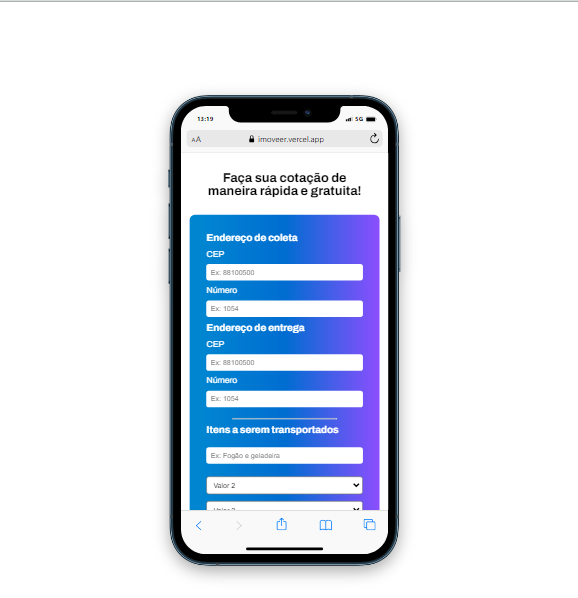 13:19
5G
AA
imoveer.vercel.app
Faça sua cotação de
maneira rápida e gratuita!
Endereço de coleta
CEP
Ex: 88100500
Número
Ex: 1054
Endereço de entrega
CEP
Ex: 88100500
Número
Ex: 1054
Itens a serem transportados
Ex: Fogão e geladeira
Valor 2